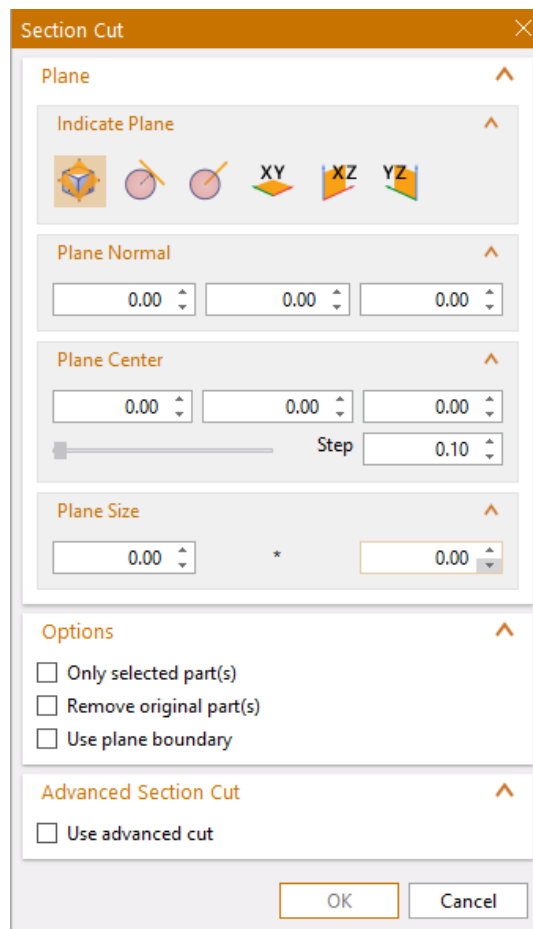 Section Cut
Plane
Indicate Plane
XY XZ YZ
Plane Normal
0.00 0.00 0.00
Plane Center
0.00 0.00 0.00
Step 0.10
Plane Size
0.00 * 0.00
Options
Only selected part(s)
Remove original part(s)
Use plane boundary
Advanced Section Cut
Use advanced cut
OK Cancel